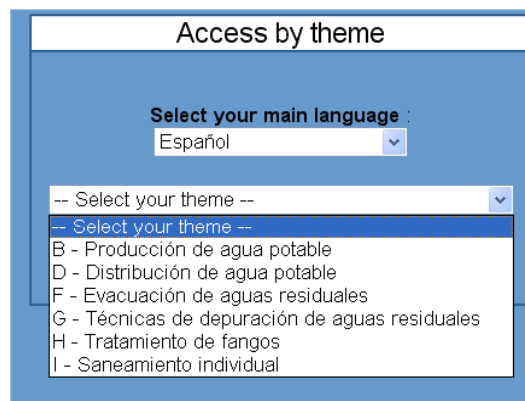 Access by theme
Select your main language :
Español
-- Select your theme --
-- Select your theme --
B - Producción de agua potable
D - Distribución de agua potable
F - Evacuación de aguas residuales
G - Técnicas de depuración de aguas residuales
H - Tratamiento de fangos
I - Saneamiento individual